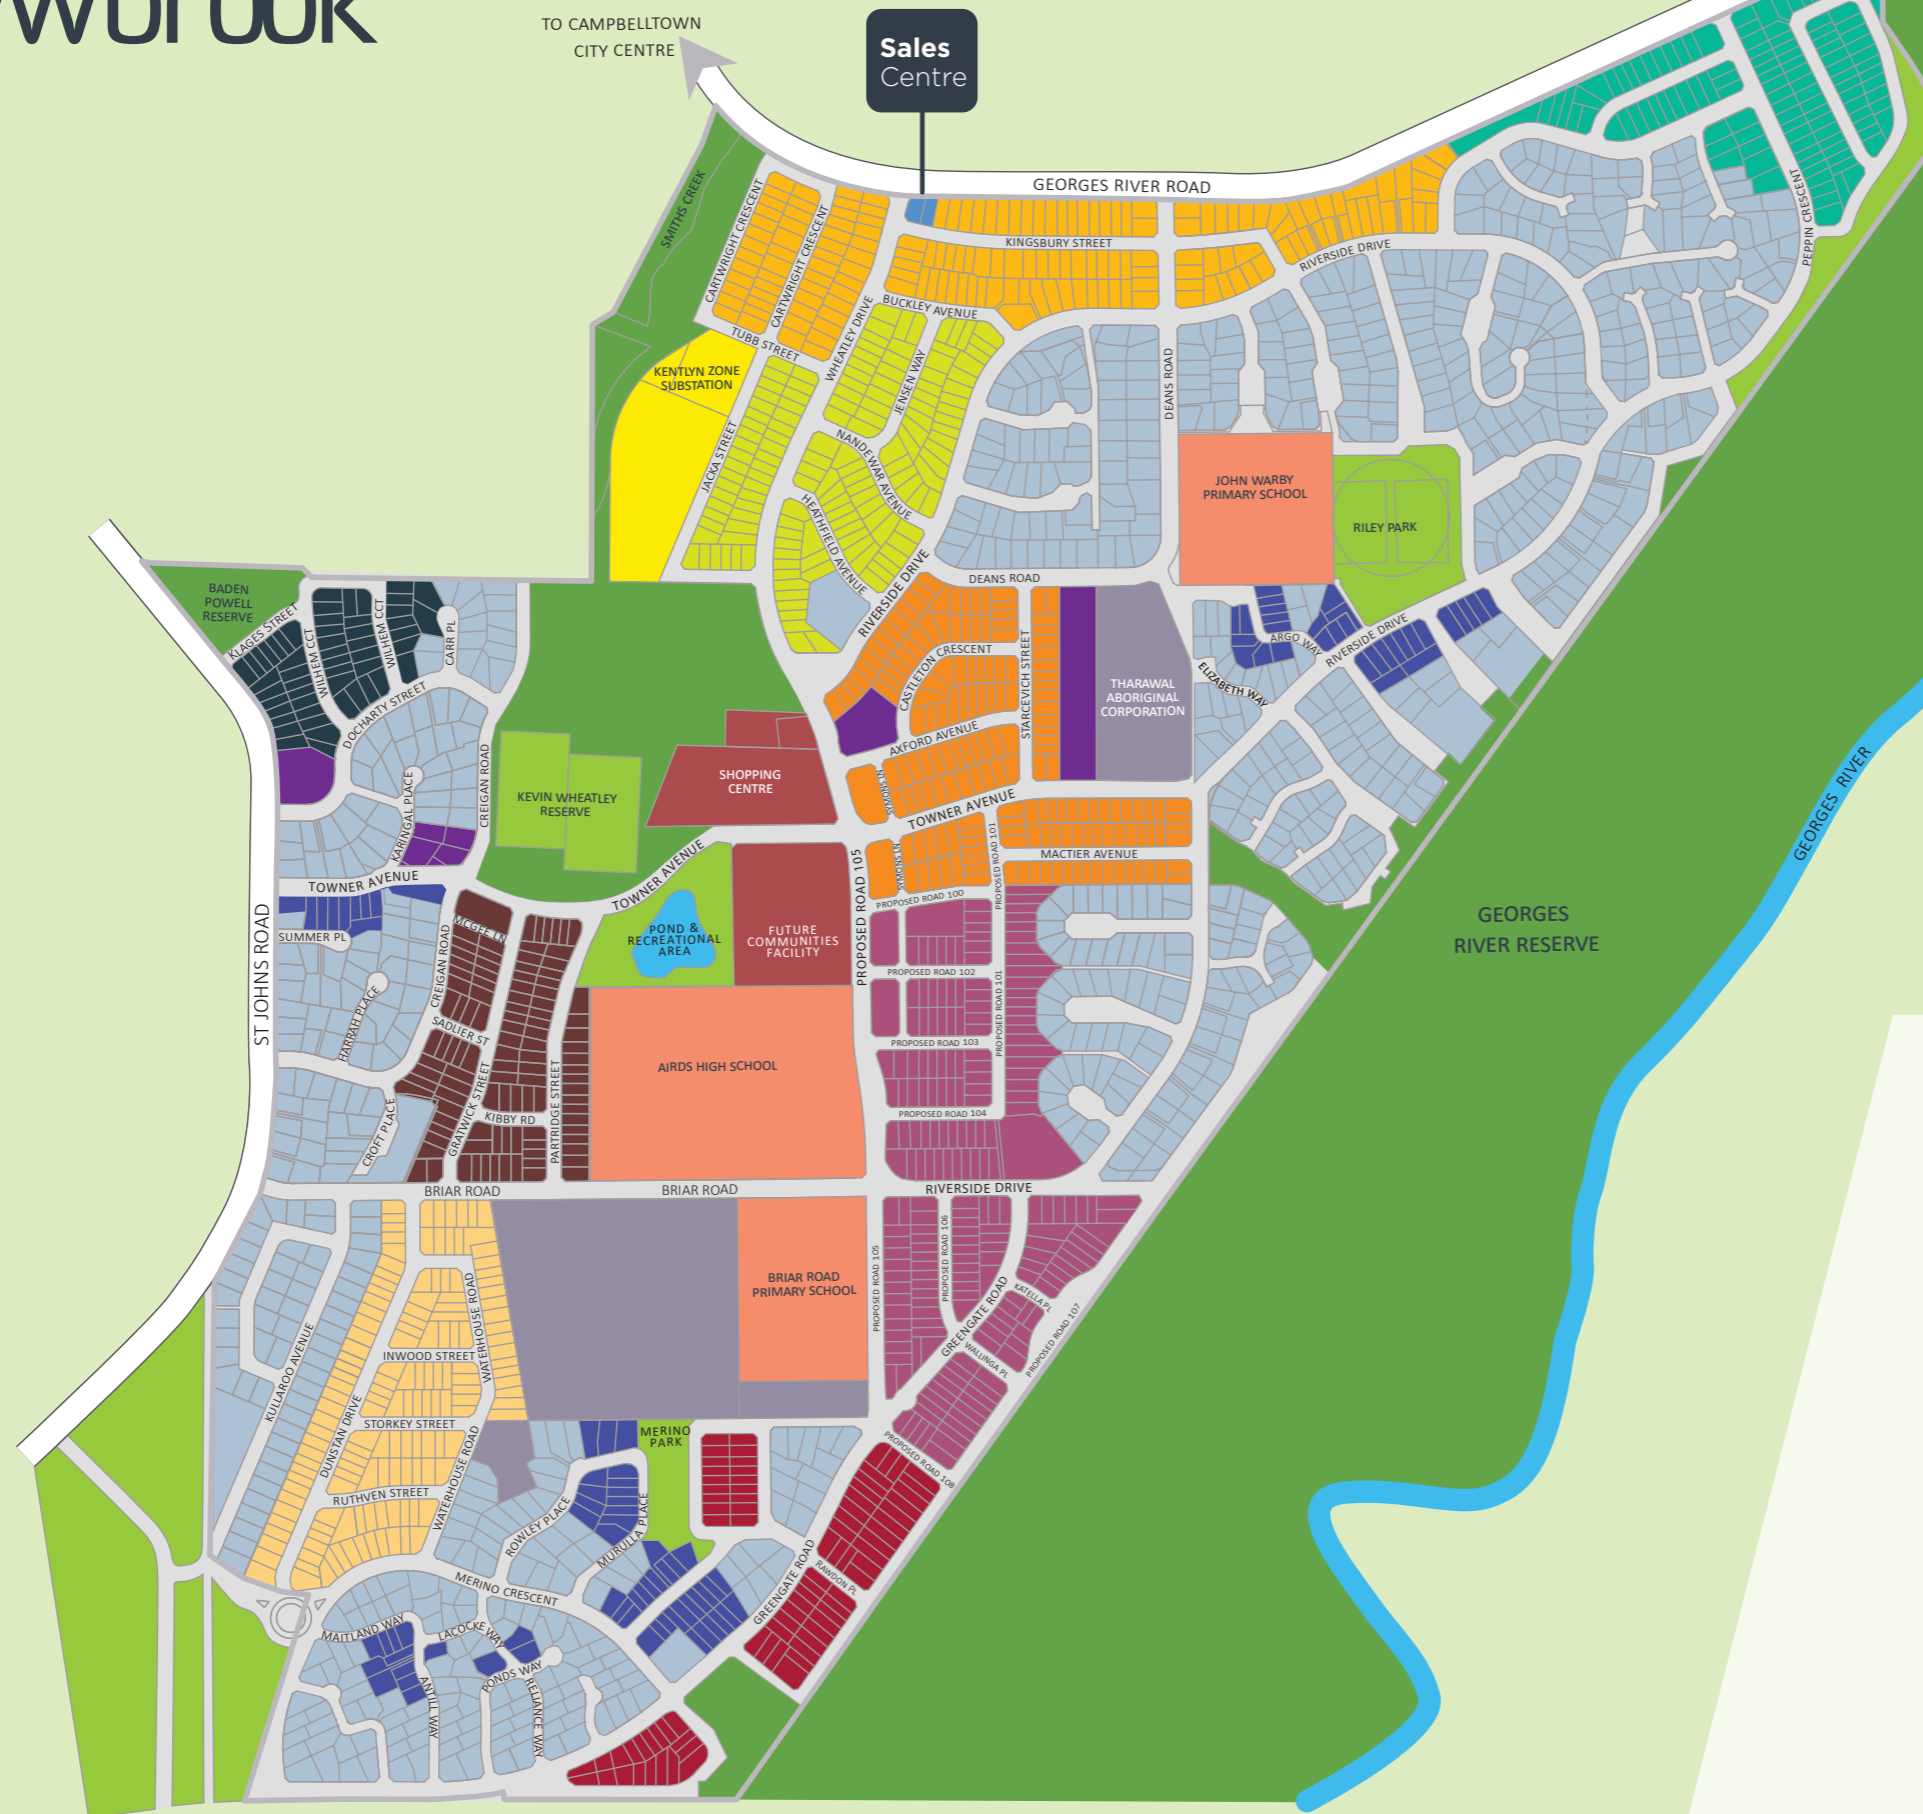 TO CAMPBELLTOWN
CITY CENTRE
Sales
Centre
GEORGES RIVER ROAD
SMITHS CREEK
CARTWRIGHT CRESCENT
CARTWRIGHT CRESCENT
KINGSBURY STREET
RIVERSIDE DRIVE
PEPPIN CRESCENT
BUCKLEY AVENUE
TUBB STREET
WHEATLEY DRIVE
JENSEN WAY
KENTLYN ZONE
SUBSTATION
JACKA STREET
DEANS ROAD
NANDEWAR AVENUE
HEATHFIELD AVENUE
JOHN WARBY
PRIMARY SCHOOL
RILEY PARK
RIVERSIDE DRIVE
DEANS ROAD
BADEN
POWELL
RESERVE
KLAGES STREET
WILHEM CCT
WILHEM CCT
CARR PL
DOCHARTY STREET
CREIGAN ROAD
KARINGAL PLACE
CASTLETON CRESCENT
STARCEVICH STREET
AXFORD AVENUE
THARAWAL
ABORIGINAL
CORPORATION
ARGO WAY
ELIZABETH WAY
RIVERSIDE DRIVE
GEORGES RIVER
KEVIN WHEATLEY
RESERVE
SHOPPING
CENTRE
SYMONS LN
TOWNER AVENUE
TOWNER AVENUE
TOWNER AVENUE
MACTIER AVENUE
SYMONS LN
PROPOSED ROAD 101
PROPOSED ROAD 100
PROPOSED ROAD 105
ST JOHNS ROAD
SUMMER PL
MCGEE LN
CREIGAN ROAD
HARRAH PLACE
SADLIER ST
POND &
RECREATIONAL
AREA
FUTURE
COMMUNITIES
FACILITY
GEORGES
RIVER RESERVE
PROPOSED ROAD 102
PROPOSED ROAD 101
PROPOSED ROAD 103
AIRDS HIGH SCHOOL
PROPOSED ROAD 104
KIBBY RD
GRATWICK STREET
PARTRIDGE STREET
CROFT PLACE
BRIAR ROAD
BRIAR ROAD
RIVERSIDE DRIVE
PROPOSED ROAD 105
PROPOSED ROAD 106
BRIAR ROAD
PRIMARY SCHOOL
KATELLA PL
GREENGATE ROAD
PROPOSED ROAD 107
WALLUNGA PL
WATERHOUSE ROAD
INWOOD STREET
KULLAROO AVENUE
DUNSTAN DRIVE
STORKEY STREET
WATERHOUSE ROAD
RUTHVEN STREET
MERINO
PARK
PROPOSED ROAD 108
ROWLEY PLACE
MURULLA PLACE
GREENGATE ROAD
RAWDON PL
MERINO CRESCENT
MAITLAND WAY
LACOCKE WAY
PONDS WAY
ANTILL WAY
RELIANCE WAY